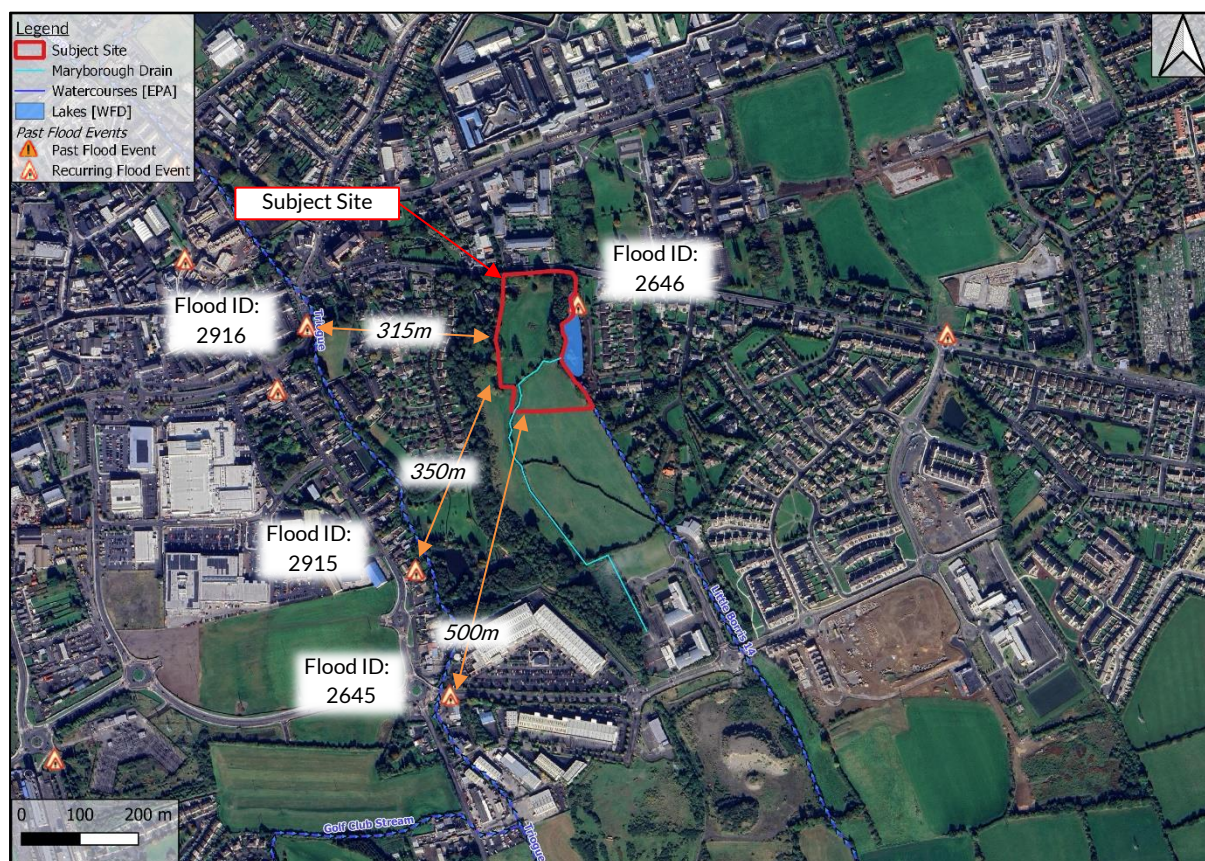 Legend
Subject Site
Maryborough Drain
Watercourses [EPA]
Lakes [WFD]
Past Flood Events
Past Flood Event
Recurring Flood Event
Subject Site
Flood ID:
2646
Flood ID:
2916
Triogue
315m
350m
Flood ID:
2915
500m
Little Borris 14
Flood ID:
2645
0 100 200 m
Golf Club Stream
Triogue